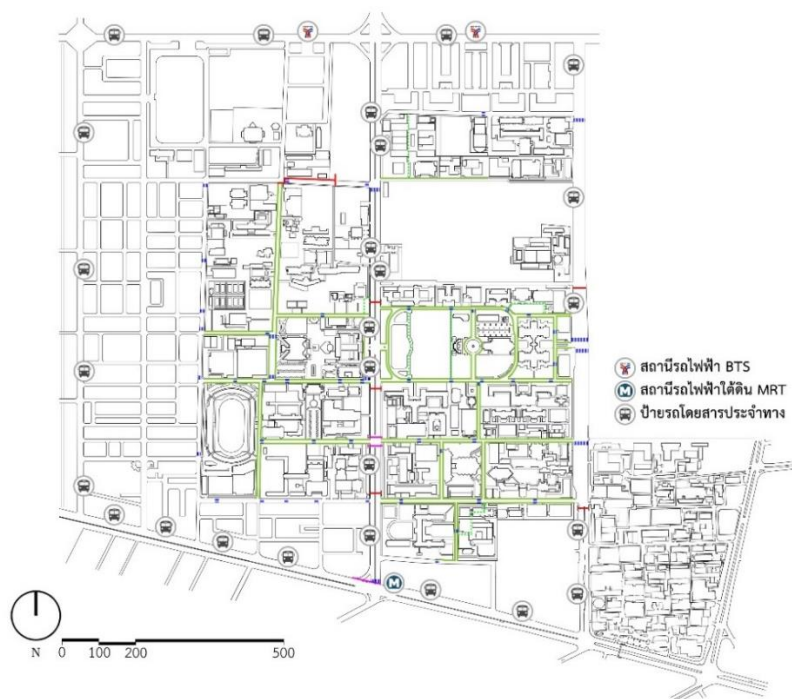 สถานีรถไฟฟ้า BTS
สถานีรถไฟฟ้าใต้ดิน MRT
ป้ายรถโดยสารประจำทาง
M
M
N 0 100 200 500